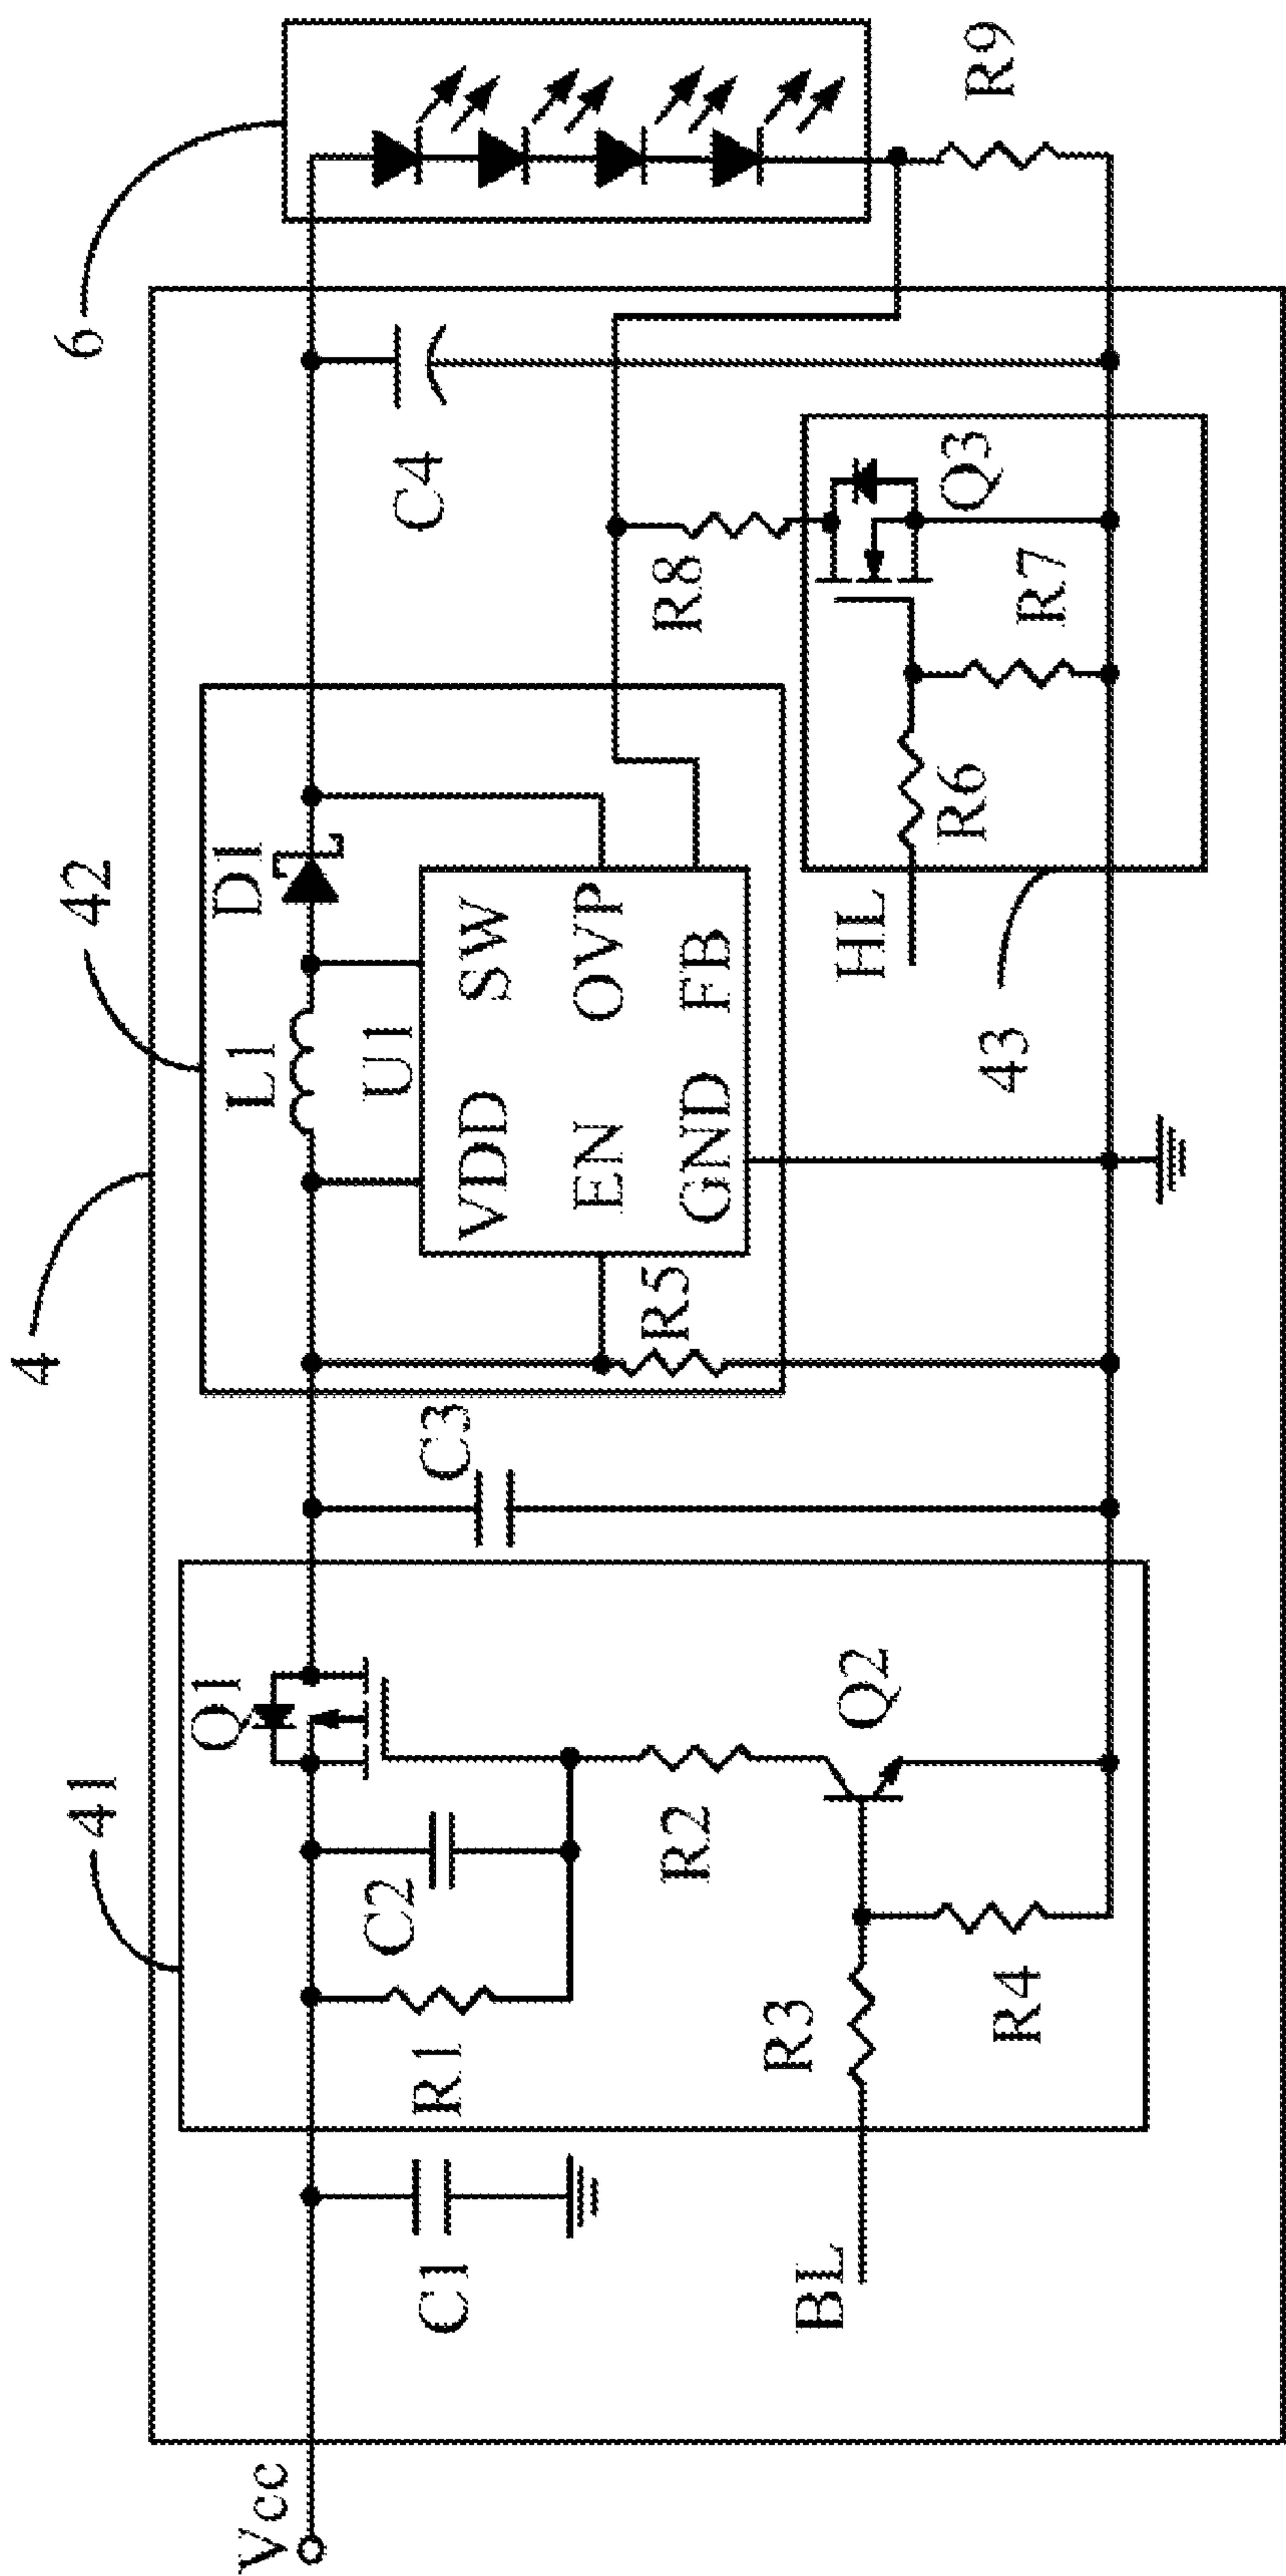 4
42
6
41
Vcc
C1
R1
C2
Q1
R2
Q2
BL
R3
R4
C3
R5
L1
D1
U1
VDD
SW
EN
OVP
GND
FB
HL
R6
R7
R8
Q3
43
C4
R9